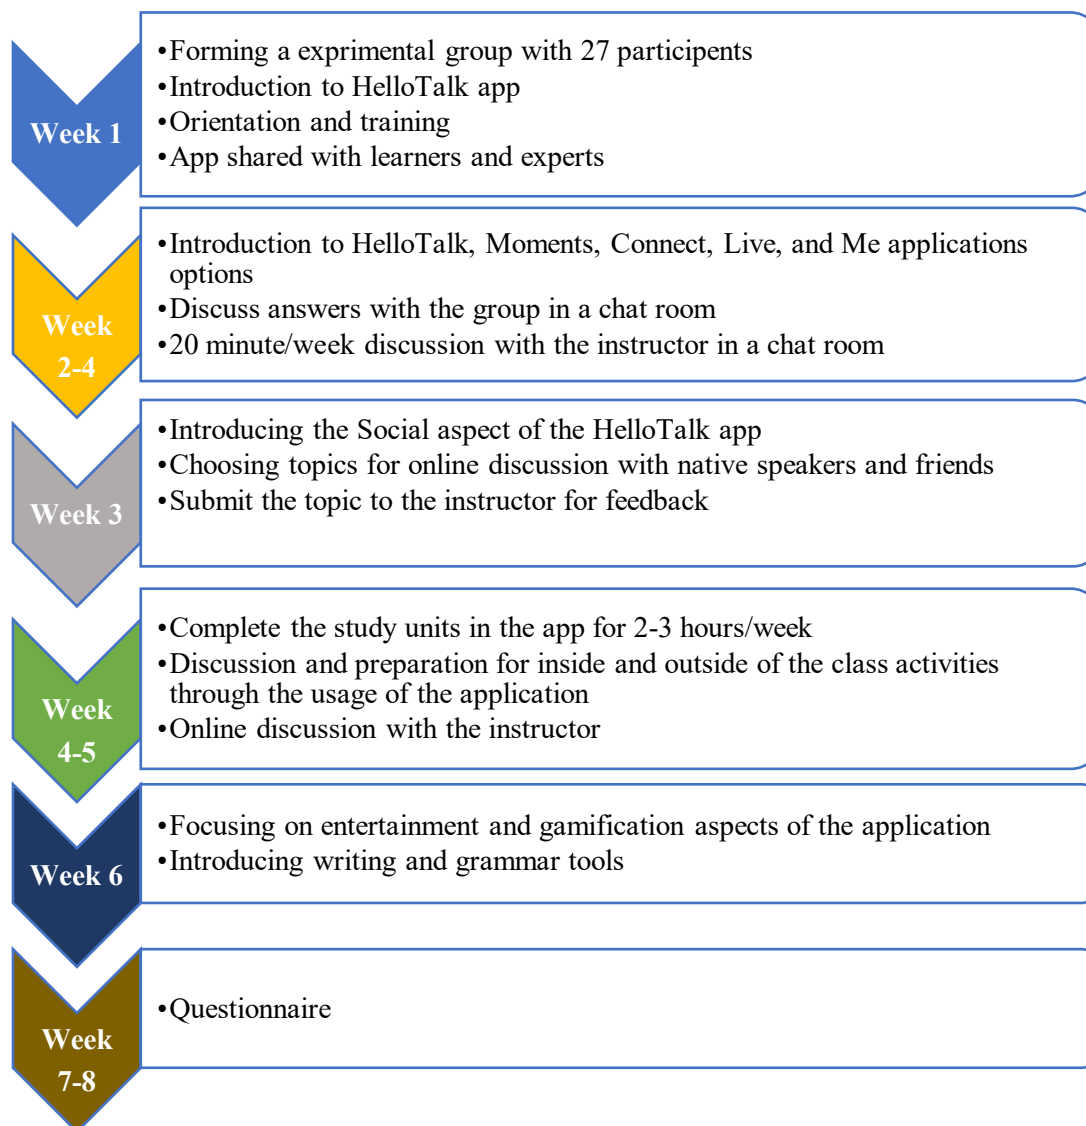 Week 1
•Forming a exprimental group with 27 participents
•Introduction to HelloTalk app
•Orientation and training
•App shared with learners and experts
Week
2-4
•Introduction to HelloTalk, Moments, Connect, Live, and Me applications
options
•Discuss answers with the group in a chat room
•20 minute/week discussion with the instructor in a chat room
Week 3
•Introducing the Social aspect of the HelloTalk app
•Choosing topics for online discussion with native speakers and friends
•Submit the topic to the instructor for feedback
Week
4-5
•Complete the study units in the app for 2-3 hours/week
•Discussion and preparation for inside and outside of the class activities
through the usage of the application
•Online discussion with the instructor
Week 6
•Focusing on entertainment and gamification aspects of the application
•Introducing writing and grammar tools
Week
7-8
•Questionnaire